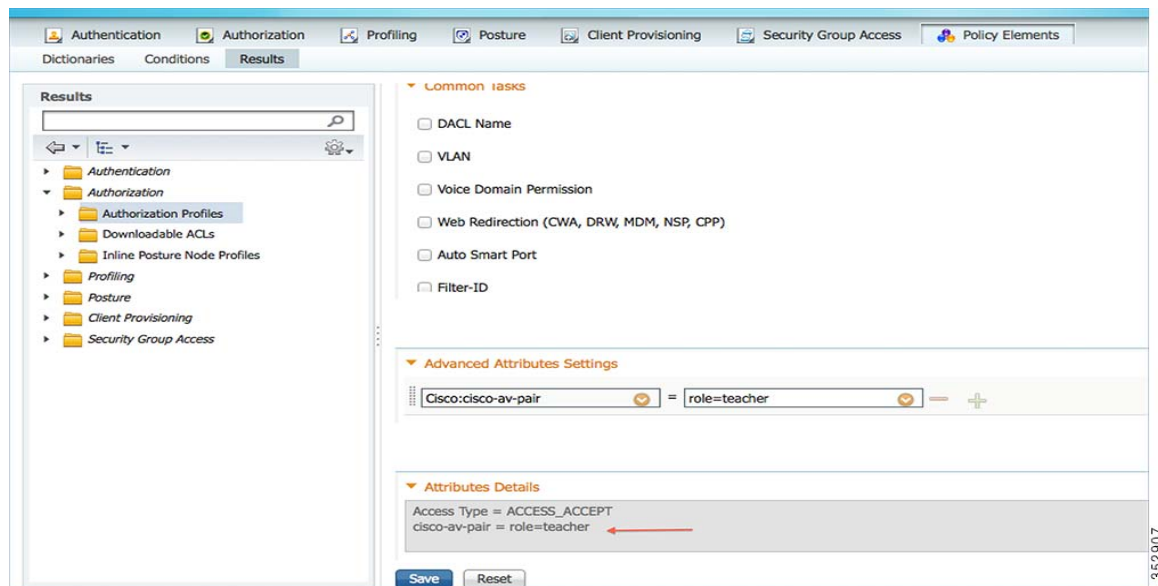 Authentication Authorization Profiling Posture Client Provisioning Security Group Access Policy Elements
Dictionaries Conditions Results
Results
Authentication
Authorization
Authorization Profiles
Downloadable ACLs
Inline Posture Node Profiles
Profiling
Posture
Client Provisioning
Security Group Access
Common Tasks
DACL Name
VLAN
Voice Domain Permission
Web Redirection (CWA, DRW, MDM, NSP, CPP)
Auto Smart Port
Filter-ID
Advanced Attributes Settings
Cisco:cisco-av-pair = role=teacher
Attributes Details
Access Type = ACCESS_ACCEPT
cisco-av-pair = role=teacher
Save Reset
352907